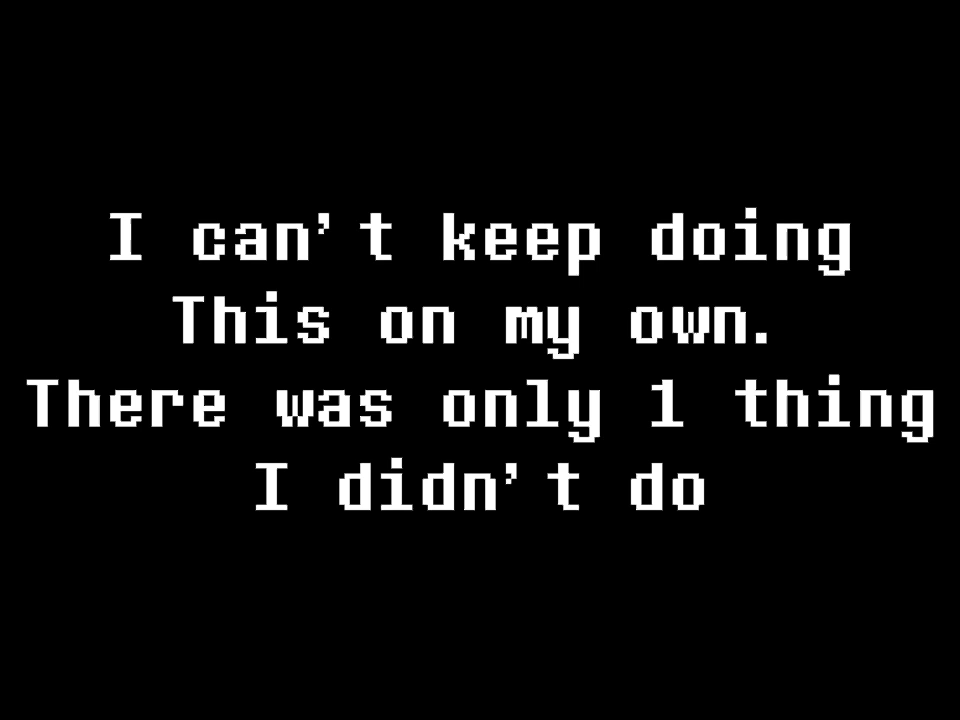 I can't keep doing
This on my own.
There was only 1 thing
I didn't do